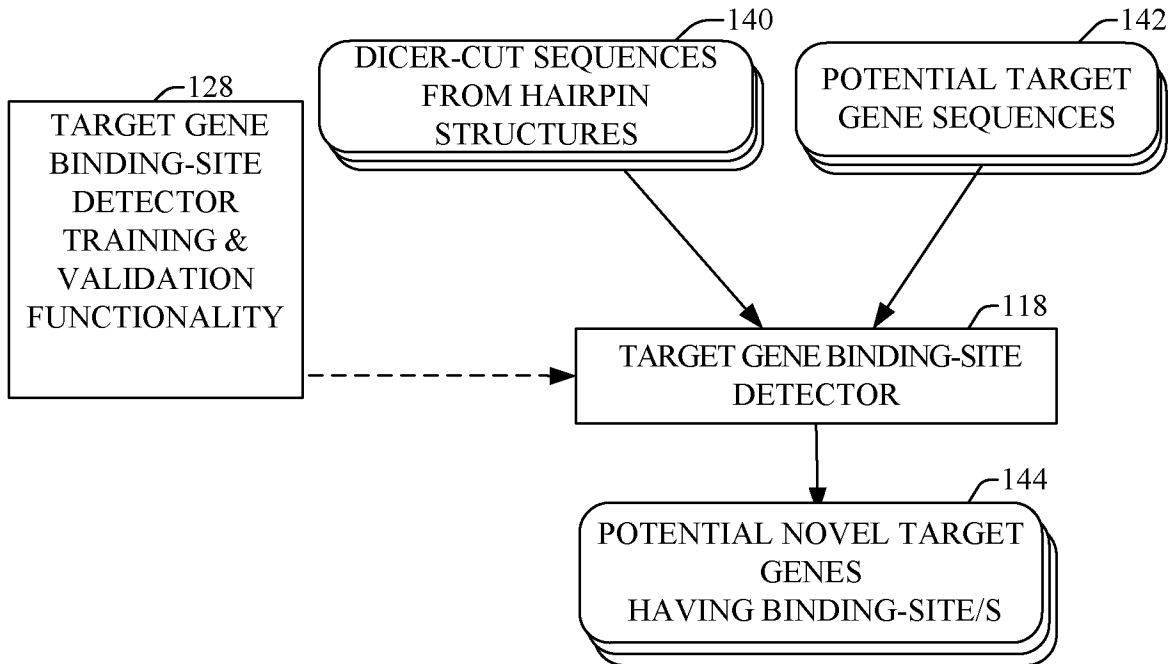 140
DICER-CUT SEQUENCES
FROM HAIRPIN
STRUCTURES
142
POTENTIAL TARGET
GENE SEQUENCES
128
TARGET GENE
BINDING-SITE
DETECTOR
TRAINING &
VALIDATION
FUNCTIONALITY
118
TARGET GENE BINDING-SITE
DETECTOR
144
POTENTIAL NOVEL TARGET
GENES
HAVING BINDING-SITE/S